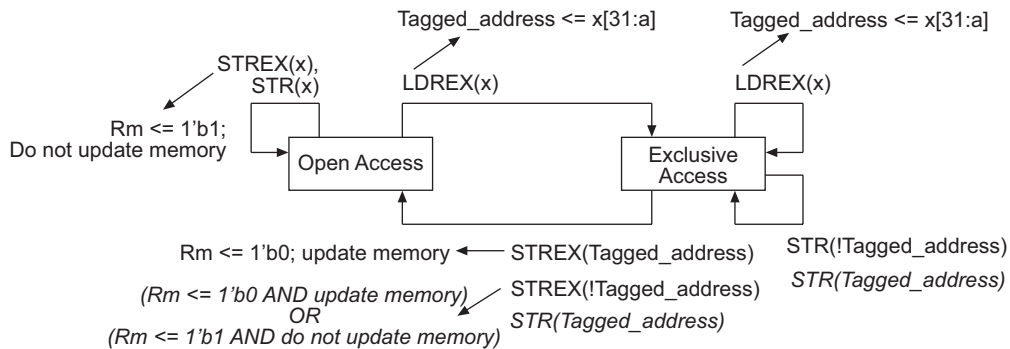 Tagged_address <= x[31:a]
Tagged_address <= x[31:a]
STREX(x),
STR(x)
LDREX(x)
LDREX(x)
Rm <= 1'b1;
Do not update memory
Open Access
Exclusive
Access
Rm <= 1'b0; update memory
STREX(Tagged_address)
STR(!Tagged_address)
STR(Tagged_address)
(Rm <= 1'b0 AND update memory)
OR
(Rm <= 1'b1 AND do not update memory)
STREX(!Tagged_address)
STR(Tagged_address)